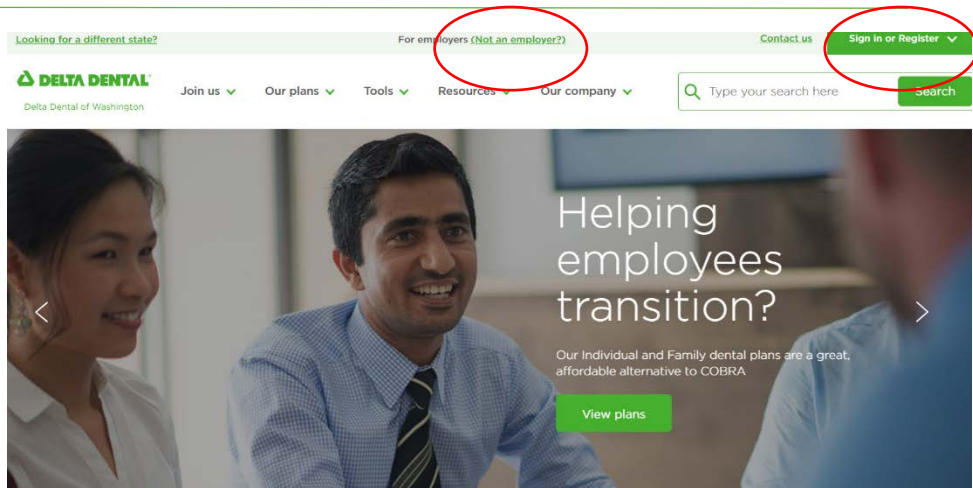 Looking for a different state?
For employers (Not an employer?)
Contact us
Sign in or Register
DELTA DENTAL
Delta Dental of Washington
Join us
Our plans
Tools
Resources
Our company
Type your search here
Search
Helping
employees
transition?
Our Individual and Family dental plans are a great,
affordable alternative to COBRA
View plans